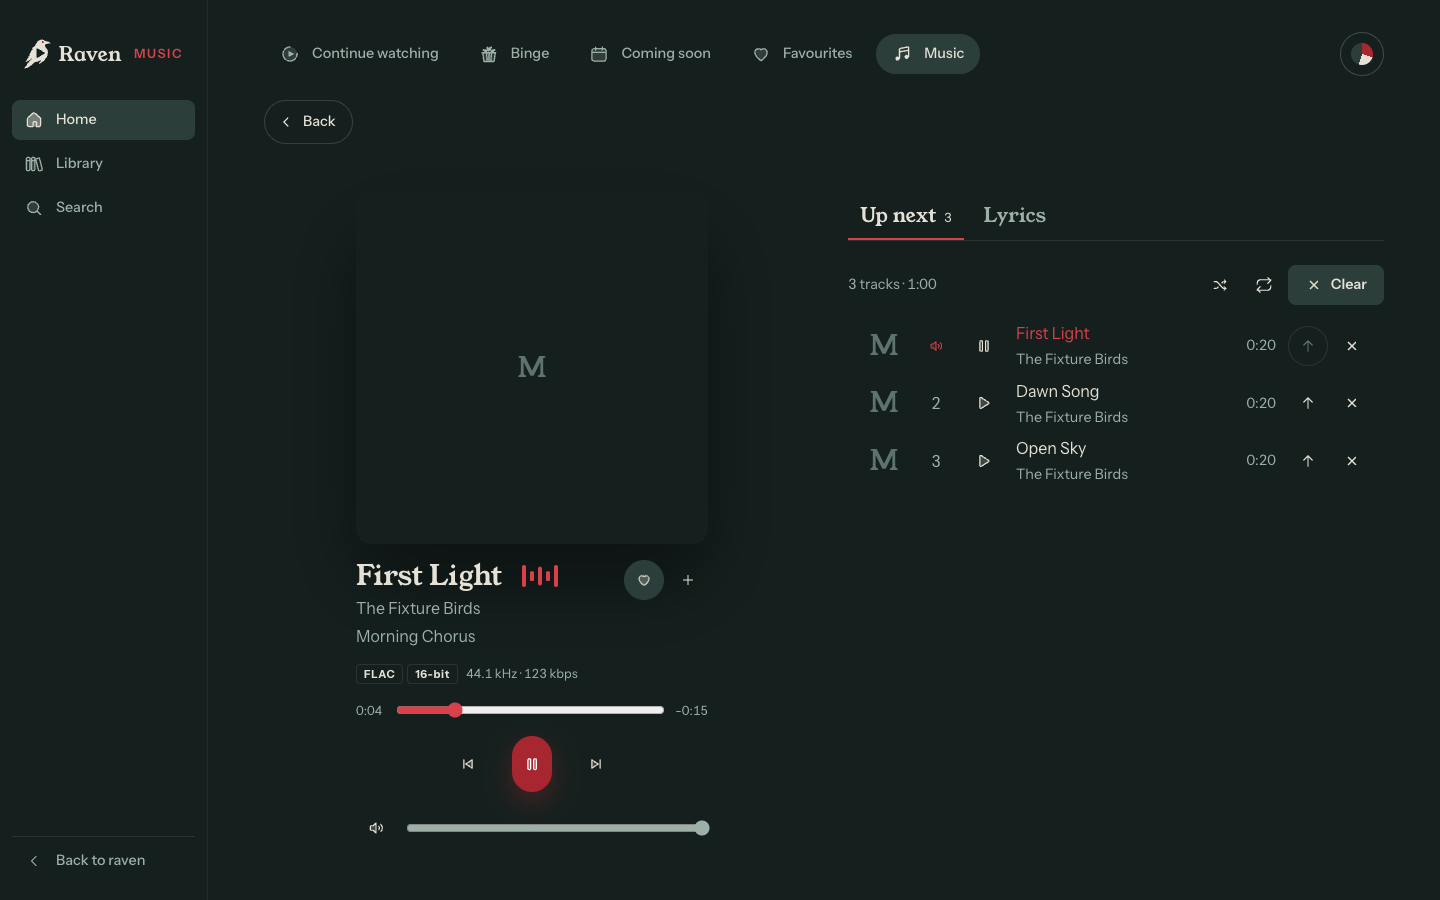 Raven MUSIC
Continue watching
Binge
Coming soon
Favourites
Music
Home
Library
Search
Back to raven
Back
M
First Light
The Fixture Birds
Morning Chorus
FLAC 16-bit 44.1 kHz · 123 kbps
0:04 -0:15
Up next 3 Lyrics
3 tracks · 1:00 Clear
M First Light 0:20
The Fixture Birds
M 2 Dawn Song 0:20
The Fixture Birds
M 3 Open Sky 0:20
The Fixture Birds